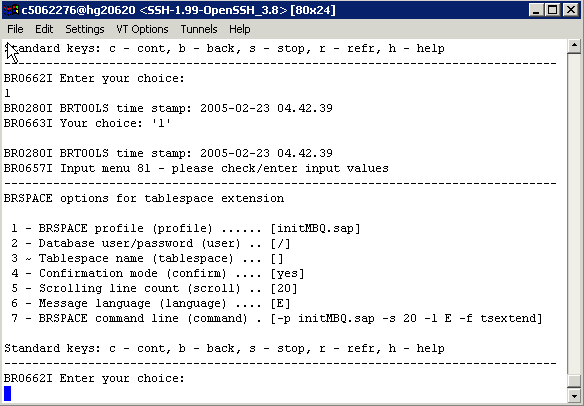 c5062276@hg20620 <SSH-1.99-OpenSSH_3.8> [80x24]
File Edit Settings VT Options Tunnels Help
Standard keys: c - cont, b - back, s - stop, r - refr, h - help
-------------------------------------------------------------------------------
BR0662I Enter your choice:
1
BR0280I BRTOOLS time stamp: 2005-02-23 04.42.39
BR0663I Your choice: '1'
BR0280I BRTOOLS time stamp: 2005-02-23 04.42.39
BR0657I Input menu 81 - please check/enter input values
-------------------------------------------------------------------------------
BRSPACE options for tablespace extension
1 - BRSPACE profile (profile) ...... [initMBQ.sap]
2 - Database user/password (user) .. [/]
3 ~ Tablespace name (tablespace) ... []
4 - Confirmation mode (confirm) .... [yes]
5 - Scrolling line count (scroll) .. [20]
6 - Message language (language) .... [E]
7 - BRSPACE command line (command) . [-p initMBQ.sap -s 20 -l E -f tsextend]
Standard keys: c - cont, b - back, s - stop, r - refr, h - help
-------------------------------------------------------------------------------
BR0662I Enter your choice: